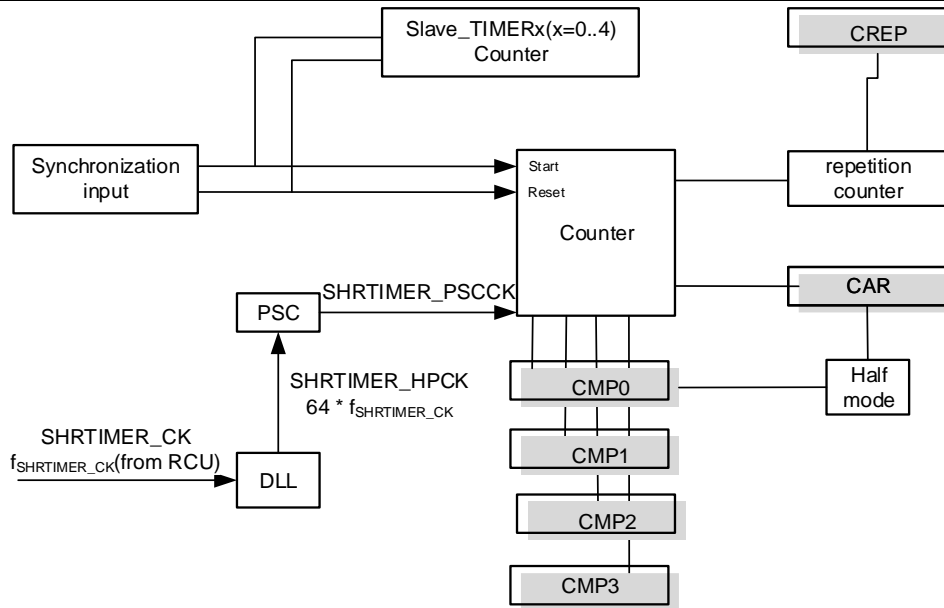 Slave_TIMERx(x=0..4)
Counter
CREP
Synchronization
input
Start
Reset
Counter
repetition
counter
SHRTIMER_PSCCK
PSC
CAR
SHRTIMER_HPCK
64 * fSHRTIMER_CK
CMP0
Half
mode
SHRTIMER_CK
fSHRTIMER_CK(from RCU)
DLL
CMP1
CMP2
CMP3